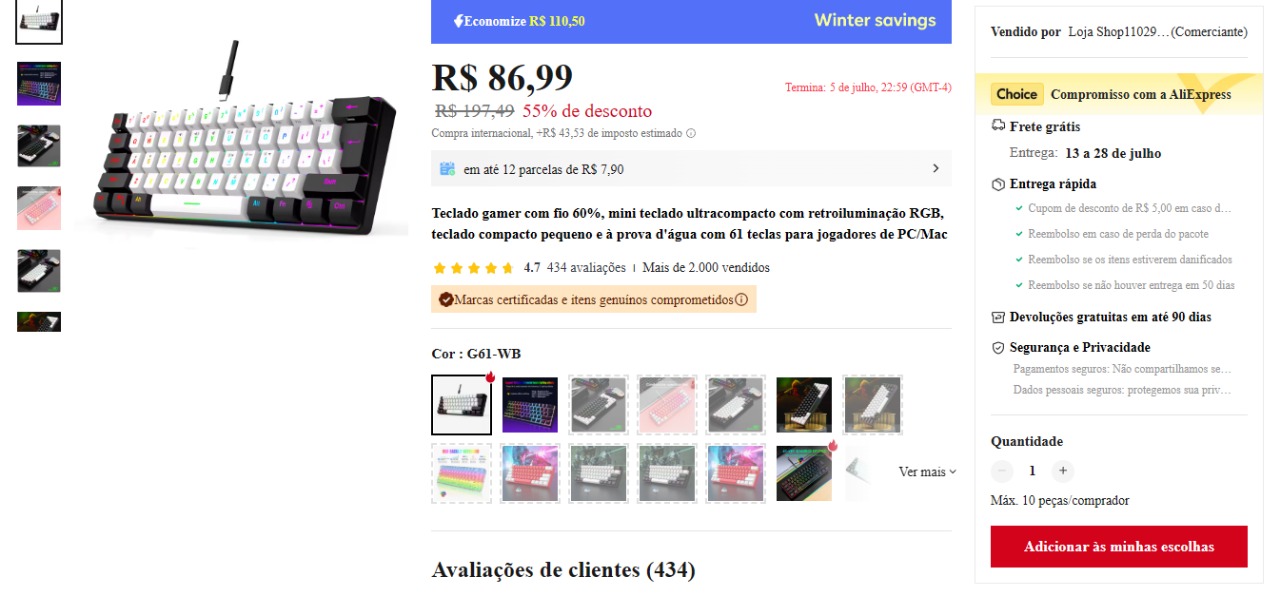 Economize R$ 110,50
Winter savings
R$ 86,99
Termina: 5 de julho, 22:59 (GMT-4)
R$ 197,49 55% de desconto
Compra internacional, +R$ 43,53 de imposto estimado
em até 12 parcelas de R$ 7,90
Teclado gamer com fio 60%, mini teclado ultracompacto com retroiluminação RGB,
teclado compacto pequeno e à prova d'água com 61 teclas para jogadores de PC/Mac
4.7 434 avaliações | Mais de 2.000 vendidos
Marcas certificadas e itens genuínos comprometidos
Cor : G61-WB
Ver mais
Avaliações de clientes (434)
Vendido por Loja Shop11029…(Comerciante)
Choice Compromisso com a AliExpress
Frete grátis
Entrega: 13 a 28 de julho
Entrega rápida
Cupom de desconto de R$ 5,00 em caso d…
Reembolso em caso de perda do pacote
Reembolso se os itens estiverem danificados
Reembolso se não houver entrega em 50 dias
Devoluções gratuitas em até 90 dias
Segurança e Privacidade
Pagamentos seguros: Não compartilhamos se…
Dados pessoais seguros: protegemos sua priv…
Quantidade
1
Máx. 10 peças/comprador
Adicionar às minhas escolhas